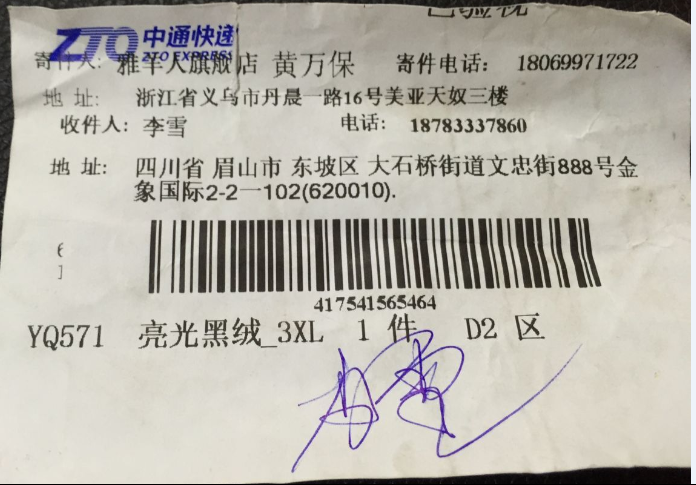 已验视
ZTO 中通快递
ZTO EXPRESS
寄件人: 雅羊人旗舰店 黄万保 寄件电话: 18069971722
地 址: 浙江省义乌市丹晨一路16号美亚天奴三楼
收件人: 李雪 电话: 18783337860
地 址: 四川省 眉山市 东坡区 大石桥街道文忠街888号金
象国际2-2一102(620010).
417541565464
YQ571 亮光黑绒_3XL 1 件 D2 区